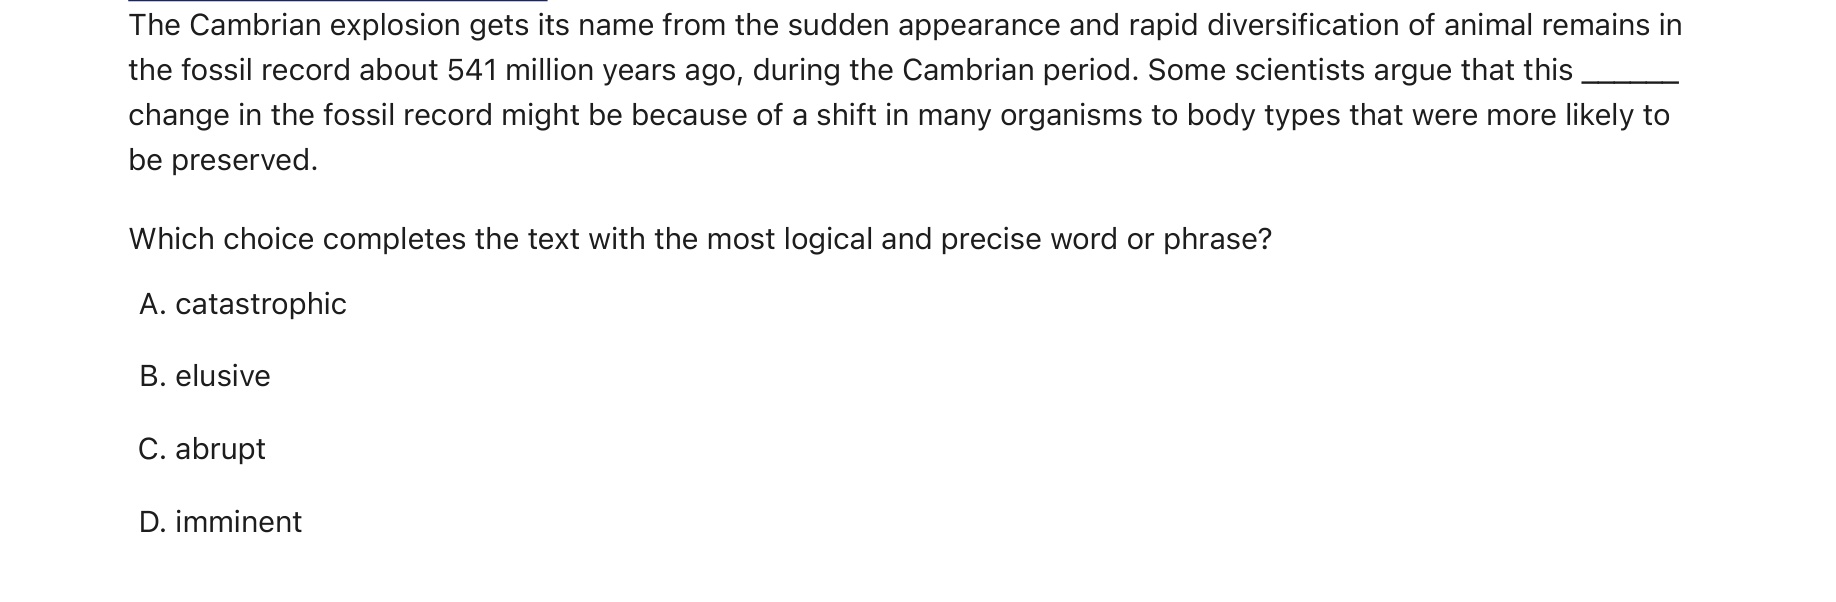 The Cambrian explosion gets its name from the sudden appearance and rapid diversification of animal remains in
the fossil record about 541 million years ago, during the Cambrian period. Some scientists argue that this ______
change in the fossil record might be because of a shift in many organisms to body types that were more likely to
be preserved.
Which choice completes the text with the most logical and precise word or phrase?
A. catastrophic
B. elusive
C. abrupt
D. imminent